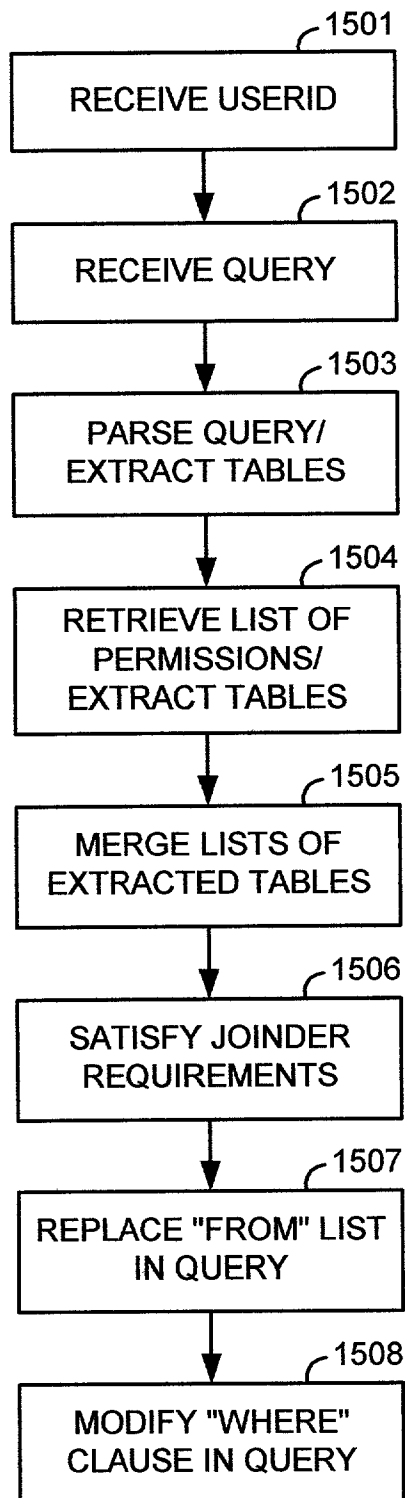 1501
RECEIVE USERID
1502
RECEIVE QUERY
1503
PARSE QUERY/
EXTRACT TABLES
1504
RETRIEVE LIST OF
PERMISSIONS/
EXTRACT TABLES
1505
MERGE LISTS OF
EXTRACTED TABLES
1506
SATISFY JOINDER
REQUIREMENTS
1507
REPLACE "FROM" LIST
IN QUERY
1508
MODIFY "WHERE"
CLAUSE IN QUERY